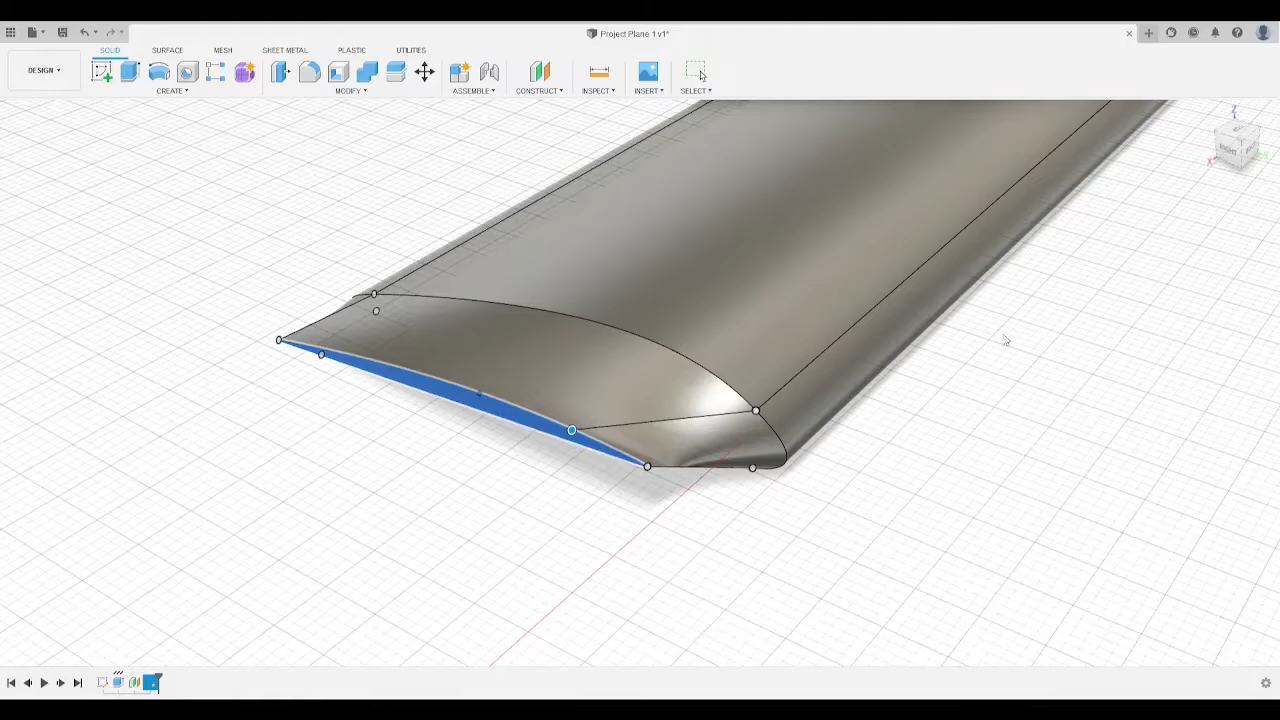 Project Plane 1 v1*
SOLID SURFACE MESH SHEET METAL PLASTIC UTILITIES
DESIGN
CREATE MODIFY ASSEMBLE CONSTRUCT INSPECT INSERT SELECT
Z
RIGHT
X